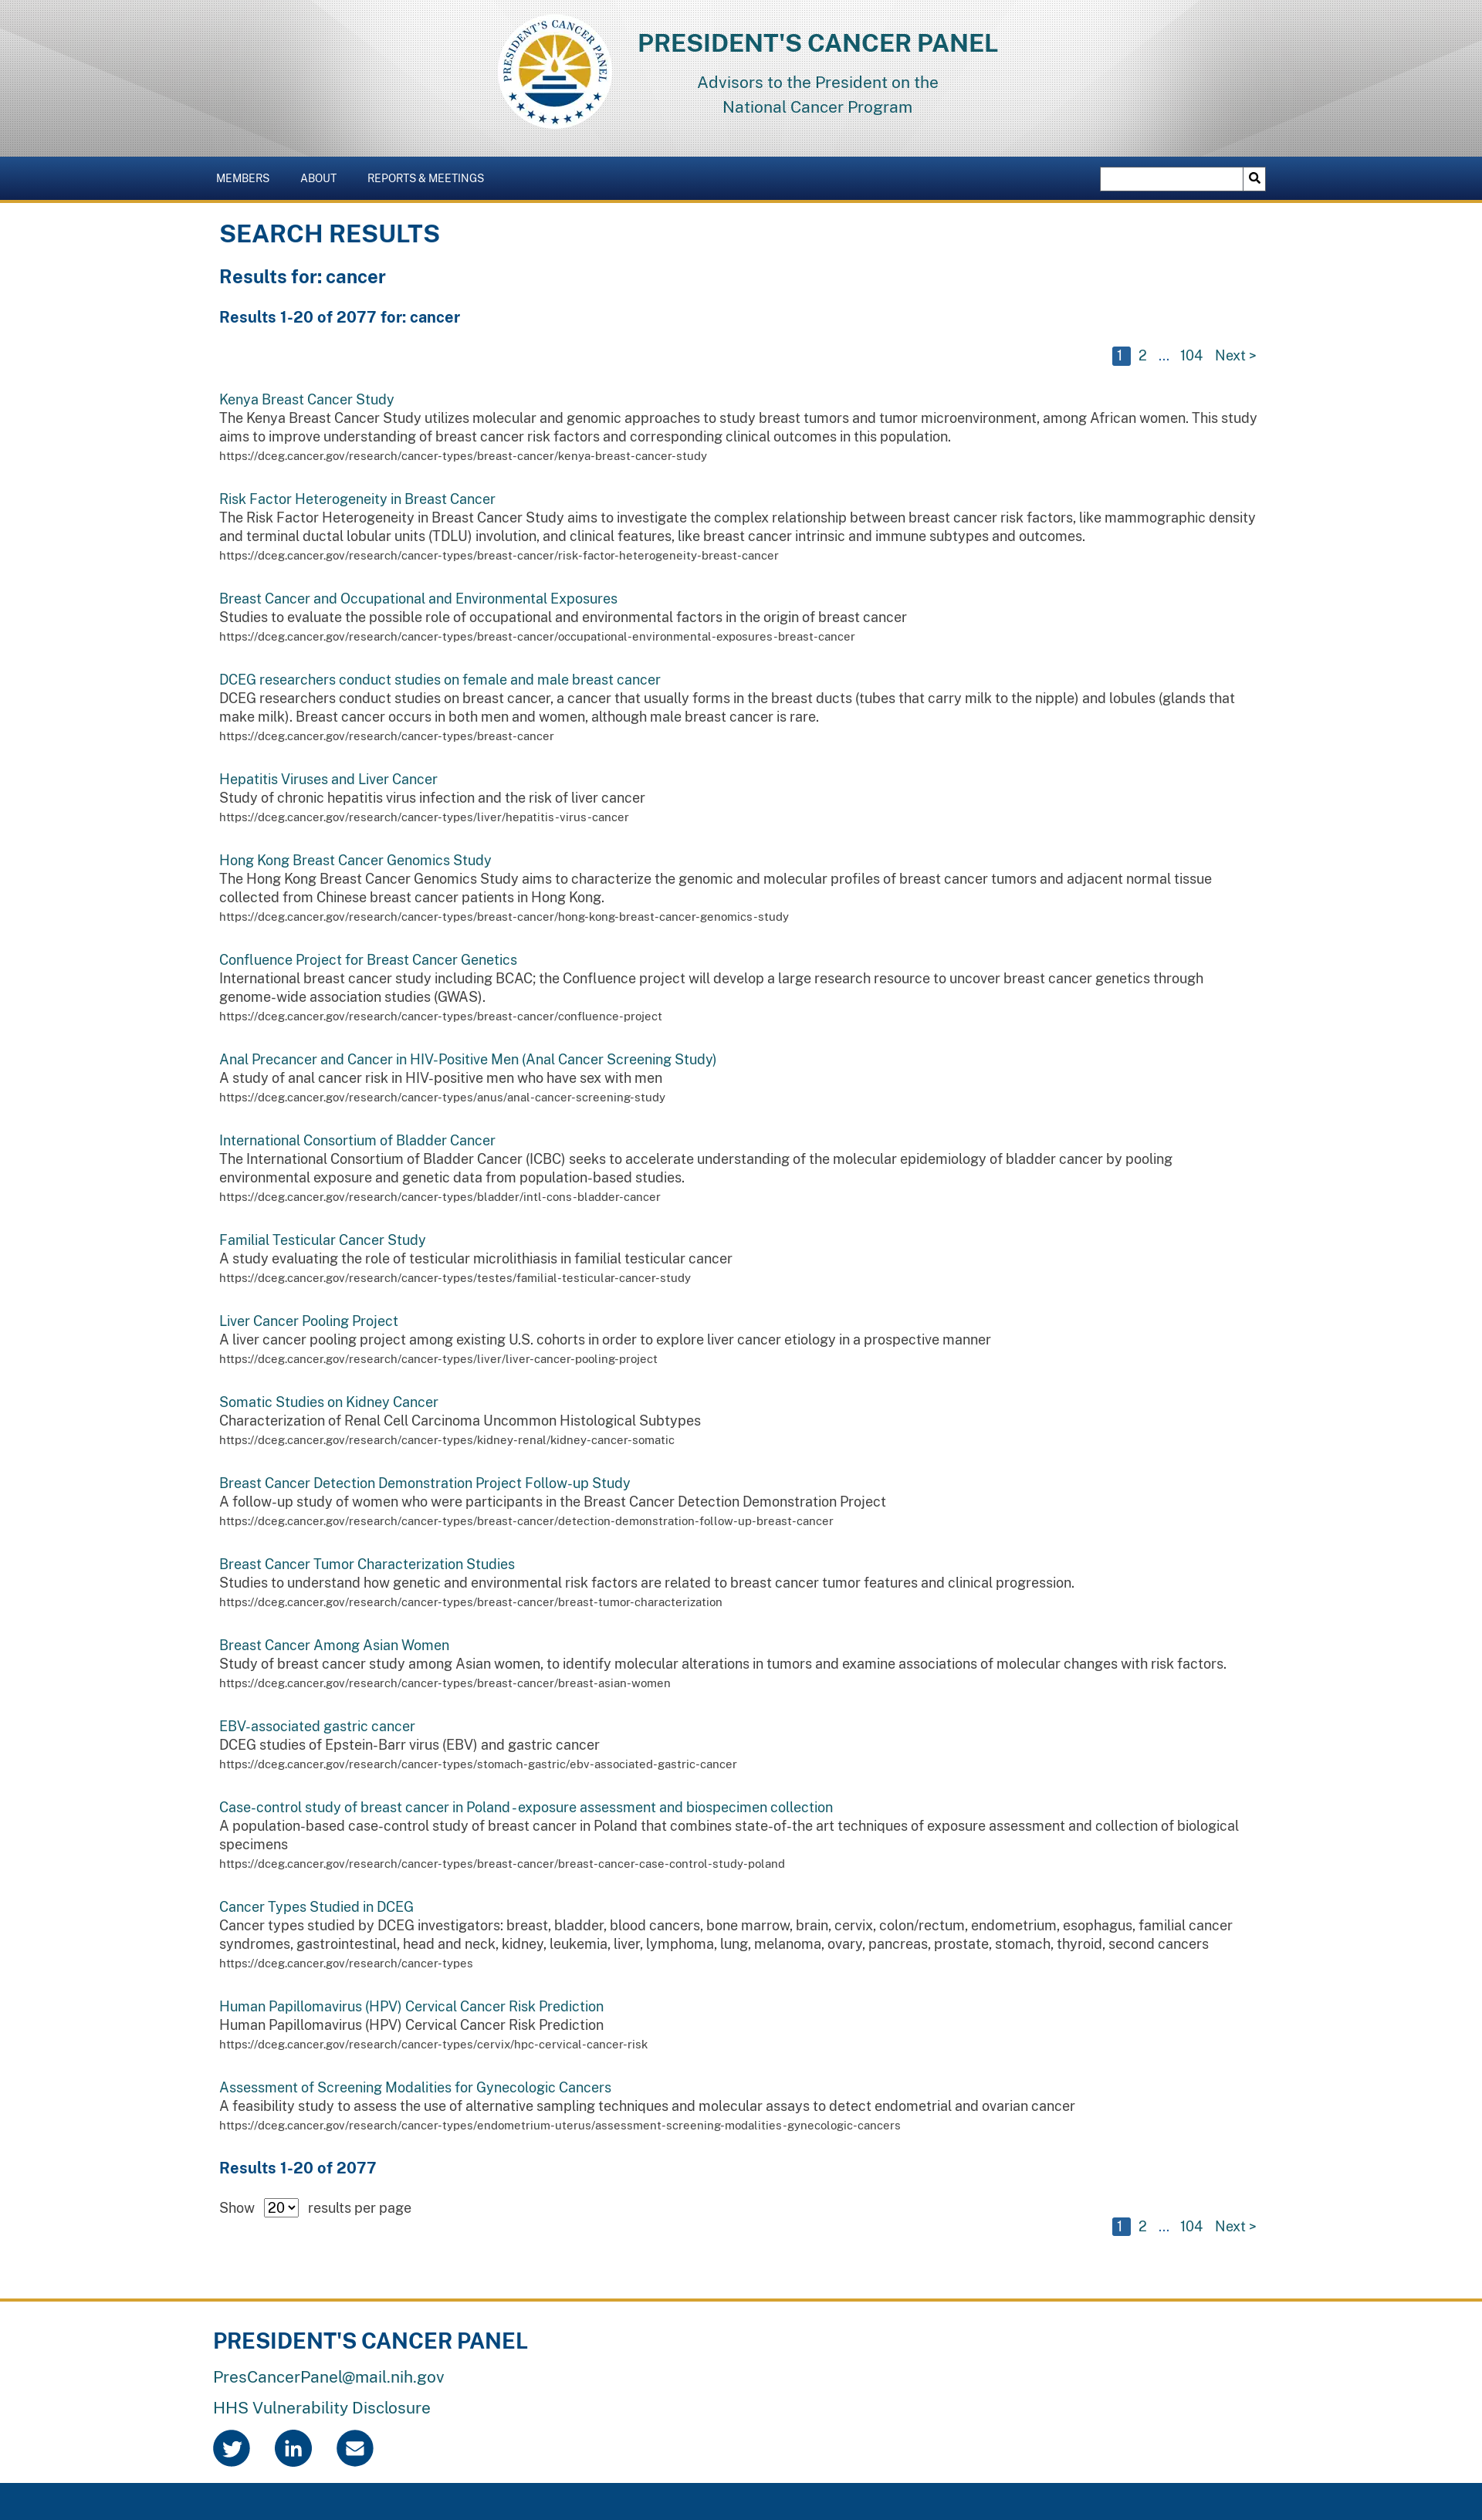 PRESIDENT'S CANCER PANEL
PRESIDENT'S CANCER PANEL
Advisors to the President on the
National Cancer Program
MEMBERS ABOUT REPORTS & MEETINGS
SEARCH RESULTS
Results for: cancer
Results 1-20 of 2077 for: cancer
1 2 ... 104 Next >
Kenya Breast Cancer Study
The Kenya Breast Cancer Study utilizes molecular and genomic approaches to study breast tumors and tumor microenvironment, among African women. This study
aims to improve understanding of breast cancer risk factors and corresponding clinical outcomes in this population.
https://dceg.cancer.gov/research/cancer-types/breast-cancer/kenya-breast-cancer-study
Risk Factor Heterogeneity in Breast Cancer
The Risk Factor Heterogeneity in Breast Cancer Study aims to investigate the complex relationship between breast cancer risk factors, like mammographic density
and terminal ductal lobular units (TDLU) involution, and clinical features, like breast cancer intrinsic and immune subtypes and outcomes.
https://dceg.cancer.gov/research/cancer-types/breast-cancer/risk-factor-heterogeneity-breast-cancer
Breast Cancer and Occupational and Environmental Exposures
Studies to evaluate the possible role of occupational and environmental factors in the origin of breast cancer
https://dceg.cancer.gov/research/cancer-types/breast-cancer/occupational-environmental-exposures-breast-cancer
DCEG researchers conduct studies on female and male breast cancer
DCEG researchers conduct studies on breast cancer, a cancer that usually forms in the breast ducts (tubes that carry milk to the nipple) and lobules (glands that
make milk). Breast cancer occurs in both men and women, although male breast cancer is rare.
https://dceg.cancer.gov/research/cancer-types/breast-cancer
Hepatitis Viruses and Liver Cancer
Study of chronic hepatitis virus infection and the risk of liver cancer
https://dceg.cancer.gov/research/cancer-types/liver/hepatitis-virus-cancer
Hong Kong Breast Cancer Genomics Study
The Hong Kong Breast Cancer Genomics Study aims to characterize the genomic and molecular profiles of breast cancer tumors and adjacent normal tissue
collected from Chinese breast cancer patients in Hong Kong.
https://dceg.cancer.gov/research/cancer-types/breast-cancer/hong-kong-breast-cancer-genomics-study
Confluence Project for Breast Cancer Genetics
International breast cancer study including BCAC; the Confluence project will develop a large research resource to uncover breast cancer genetics through
genome-wide association studies (GWAS).
https://dceg.cancer.gov/research/cancer-types/breast-cancer/confluence-project
Anal Precancer and Cancer in HIV-Positive Men (Anal Cancer Screening Study)
A study of anal cancer risk in HIV-positive men who have sex with men
https://dceg.cancer.gov/research/cancer-types/anus/anal-cancer-screening-study
International Consortium of Bladder Cancer
The International Consortium of Bladder Cancer (ICBC) seeks to accelerate understanding of the molecular epidemiology of bladder cancer by pooling
environmental exposure and genetic data from population-based studies.
https://dceg.cancer.gov/research/cancer-types/bladder/intl-cons-bladder-cancer
Familial Testicular Cancer Study
A study evaluating the role of testicular microlithiasis in familial testicular cancer
https://dceg.cancer.gov/research/cancer-types/testes/familial-testicular-cancer-study
Liver Cancer Pooling Project
A liver cancer pooling project among existing U.S. cohorts in order to explore liver cancer etiology in a prospective manner
https://dceg.cancer.gov/research/cancer-types/liver/liver-cancer-pooling-project
Somatic Studies on Kidney Cancer
Characterization of Renal Cell Carcinoma Uncommon Histological Subtypes
https://dceg.cancer.gov/research/cancer-types/kidney-renal/kidney-cancer-somatic
Breast Cancer Detection Demonstration Project Follow-up Study
A follow-up study of women who were participants in the Breast Cancer Detection Demonstration Project
https://dceg.cancer.gov/research/cancer-types/breast-cancer/detection-demonstration-follow-up-breast-cancer
Breast Cancer Tumor Characterization Studies
Studies to understand how genetic and environmental risk factors are related to breast cancer tumor features and clinical progression.
https://dceg.cancer.gov/research/cancer-types/breast-cancer/breast-tumor-characterization
Breast Cancer Among Asian Women
Study of breast cancer study among Asian women, to identify molecular alterations in tumors and examine associations of molecular changes with risk factors.
https://dceg.cancer.gov/research/cancer-types/breast-cancer/breast-asian-women
EBV-associated gastric cancer
DCEG studies of Epstein-Barr virus (EBV) and gastric cancer
https://dceg.cancer.gov/research/cancer-types/stomach-gastric/ebv-associated-gastric-cancer
Case-control study of breast cancer in Poland - exposure assessment and biospecimen collection
A population-based case-control study of breast cancer in Poland that combines state-of-the art techniques of exposure assessment and collection of biological
specimens
https://dceg.cancer.gov/research/cancer-types/breast-cancer/breast-cancer-case-control-study-poland
Cancer Types Studied in DCEG
Cancer types studied by DCEG investigators: breast, bladder, blood cancers, bone marrow, brain, cervix, colon/rectum, endometrium, esophagus, familial cancer
syndromes, gastrointestinal, head and neck, kidney, leukemia, liver, lymphoma, lung, melanoma, ovary, pancreas, prostate, stomach, thyroid, second cancers
https://dceg.cancer.gov/research/cancer-types
Human Papillomavirus (HPV) Cervical Cancer Risk Prediction
Human Papillomavirus (HPV) Cervical Cancer Risk Prediction
https://dceg.cancer.gov/research/cancer-types/cervix/hpc-cervical-cancer-risk
Assessment of Screening Modalities for Gynecologic Cancers
A feasibility study to assess the use of alternative sampling techniques and molecular assays to detect endometrial and ovarian cancer
https://dceg.cancer.gov/research/cancer-types/endometrium-uterus/assessment-screening-modalities-gynecologic-cancers
Results 1-20 of 2077
Show 20 results per page
1 2 ... 104 Next >
PRESIDENT'S CANCER PANEL
PresCancerPanel@mail.nih.gov
HHS Vulnerability Disclosure